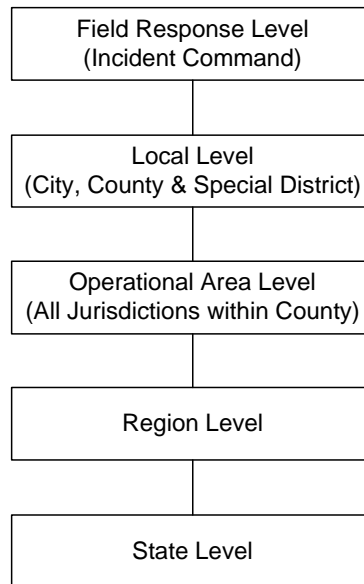 Field Response Level
(Incident Command)
Local Level
(City, County & Special District)
Operational Area Level
(All Jurisdictions within County)
Region Level
State Level